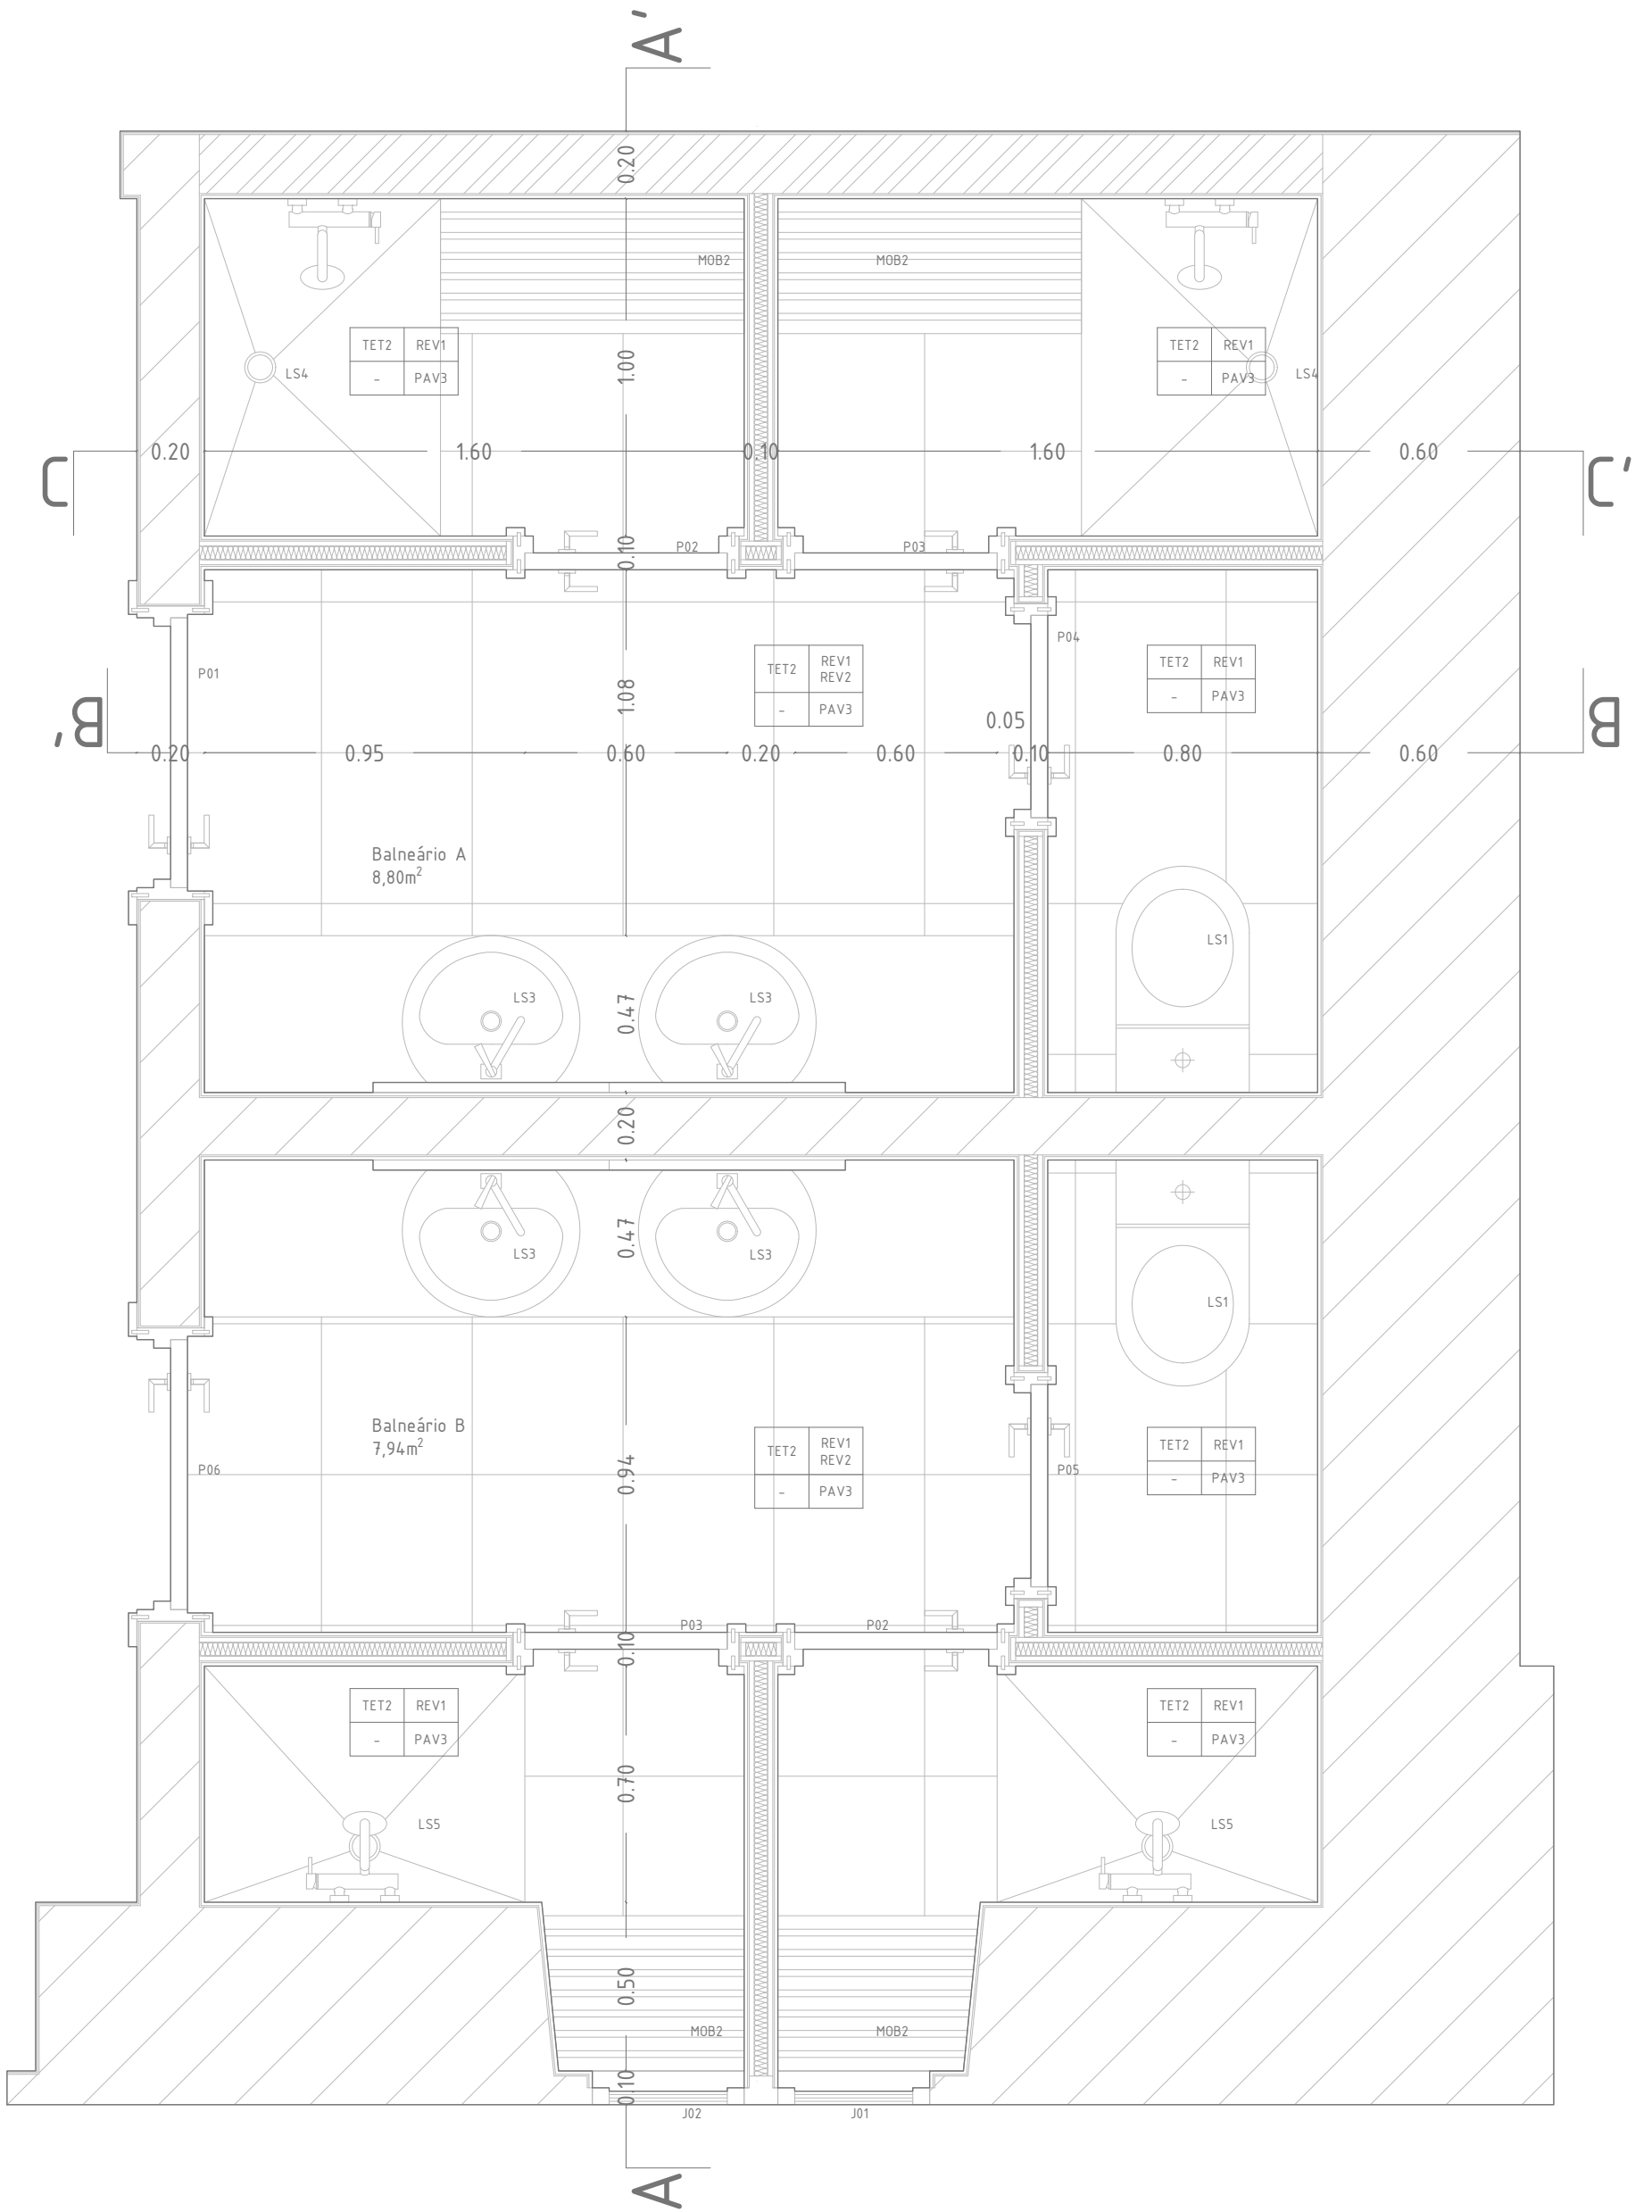 A'
0.20
MOB2
MOB2
TET2 REV1
- PAV3
LS4
1.00
TET2 REV1
- PAV3
LS4
C
0.20
1.60
0.10
1.60
0.60
C'
0.10
P02
P03
P01
1.08
TET2 REV1
REV2
- PAV3
P04
TET2 REV1
- PAV3
B'
0.05
B
0.20
0.95
0.60
0.20
0.60
0.10
0.80
0.60
Balneário A
8,80m²
LS1
LS3
0.47
LS3
0.20
LS3
0.47
LS3
LS1
Balneário B
7,94m²
P06
0.94
TET2 REV1
REV2
- PAV3
P05
TET2 REV1
- PAV3
0.10
P03
P02
TET2 REV1
- PAV3
TET2 REV1
- PAV3
0.70
LS5
LS5
0.50
MOB2
MOB2
0.10
J02
J01
A